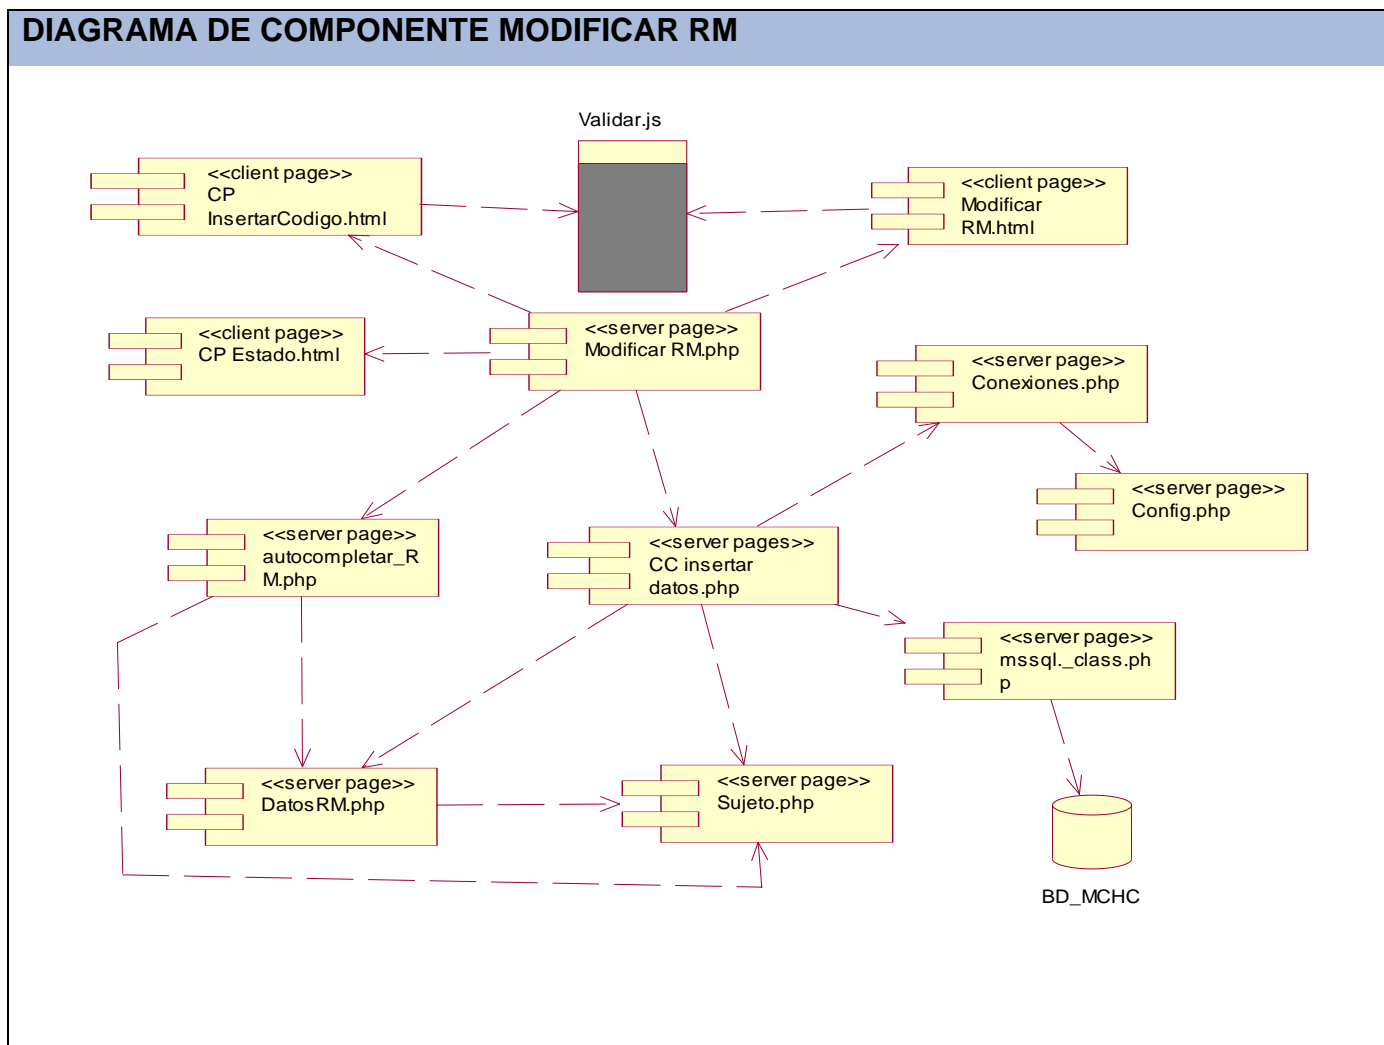 DIAGRAMA DE COMPONENTE MODIFICAR RM
Validar.js
<<client page>>
CP
InsertarCodigo.html
<<client page>>
Modificar
RM.html
<<client page>>
CP Estado.html
<<server page>>
Modificar RM.php
<<server page>>
Conexiones.php
<<server page>>
Config.php
<<server page>>
autocompletar_R
M.php
<<server pages>>
CC insertar
datos.php
<<server page>>
mssql._class.ph
p
<<server page>>
DatosRM.php
<<server page>>
Sujeto.php
BD_MCHC